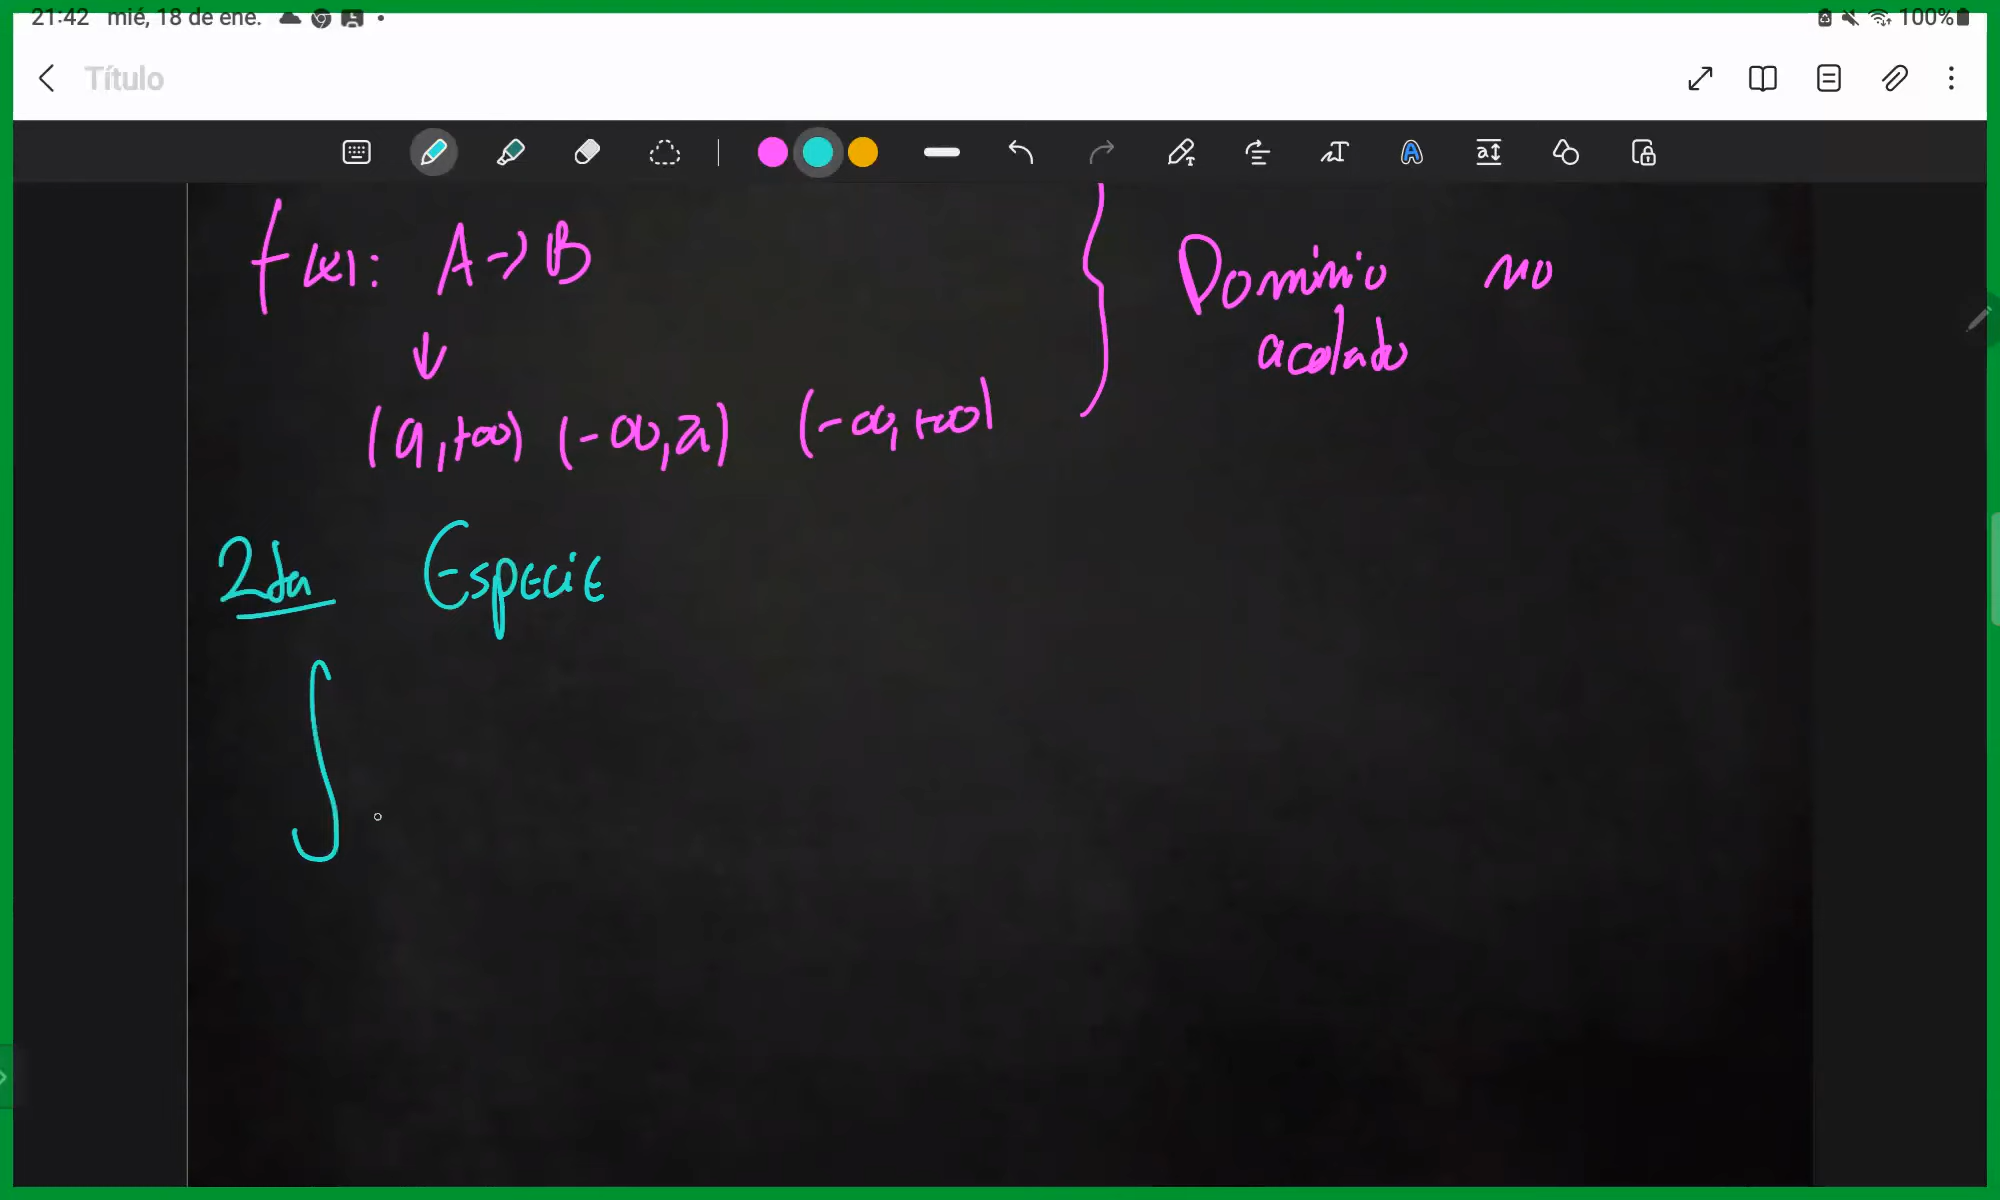 21:42 mié, 18 de ene. 100%
Título
f(x): A→B
Dominio no
acotado
↓
(a,+∞) (-∞,a) (-∞,+∞)
2da Especie
∫